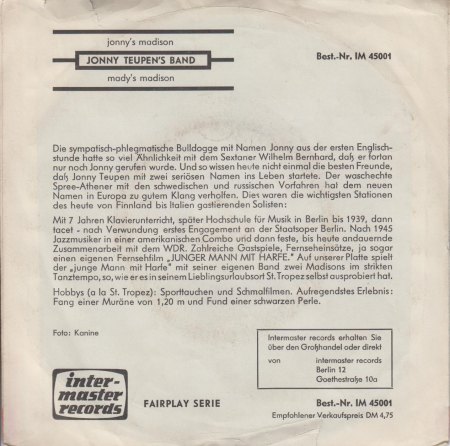 jonny's madison
JONNY TEUPEN'S BAND
mady's madison
Best.-Nr. IM 45001
Die sympatisch-phlegmatische Bulldogge mit Namen Jonny aus der ersten Englisch-
stunde hatte so viel Ähnlichkeit mit dem Sextaner Wilhelm Bernhard, daß er fortan
nur noch Jonny gerufen wurde. Und so wissen heute nicht einmal die besten Freunde,
daß Jonny Teupen mit zwei seriösen Namen ins Leben startete. Der waschechte
Spree-Athener mit den schwedischen und russischen Vorfahren hat dem neuen
Namen in Europa zu gutem Klang verholfen. Dies waren die wichtigsten Stationen
des heute von Finnland bis Italien gastierenden Solisten:
Mit 7 Jahren Klavierunterricht, später Hochschule für Musik in Berlin bis 1939, dann
tacet - nach Verwundung erstes Engagement an der Staatsoper Berlin. Nach 1945
Jazzmusiker in einer amerikanischen Combo und dann feste, bis heute andauernde
Zusammenarbeit mit dem WDR. Zahlreiche Gastspiele, Fernseheinsätze, ja sogar
einen eigenen Fernsehfilm „JUNGER MANN MIT HARFE." Auf unserer Platte spielt
der „junge Mann mit Harfe" mit seiner eigenen Band zwei Madisons im strikten
Tanztempo, so, wie er es in seinem Lieblingsurlaubsort St. Tropez selbst ausprobiert hat.
Hobbys (a la St. Tropez): Sporttauchen und Schmalfilmen. Aufregendstes Erlebnis:
Fang einer Muräne von 1,20 m und Fund einer schwarzen Perle.
Foto: Kanine
Intermaster records erhalten Sie
über den Großhandel oder direkt
von intermaster records
Berlin 12
Goethestraße 10a
inter-
master
records
FAIRPLAY SERIE
Best.-Nr. IM 45001
Empfohlener Verkaufspreis DM 4,75